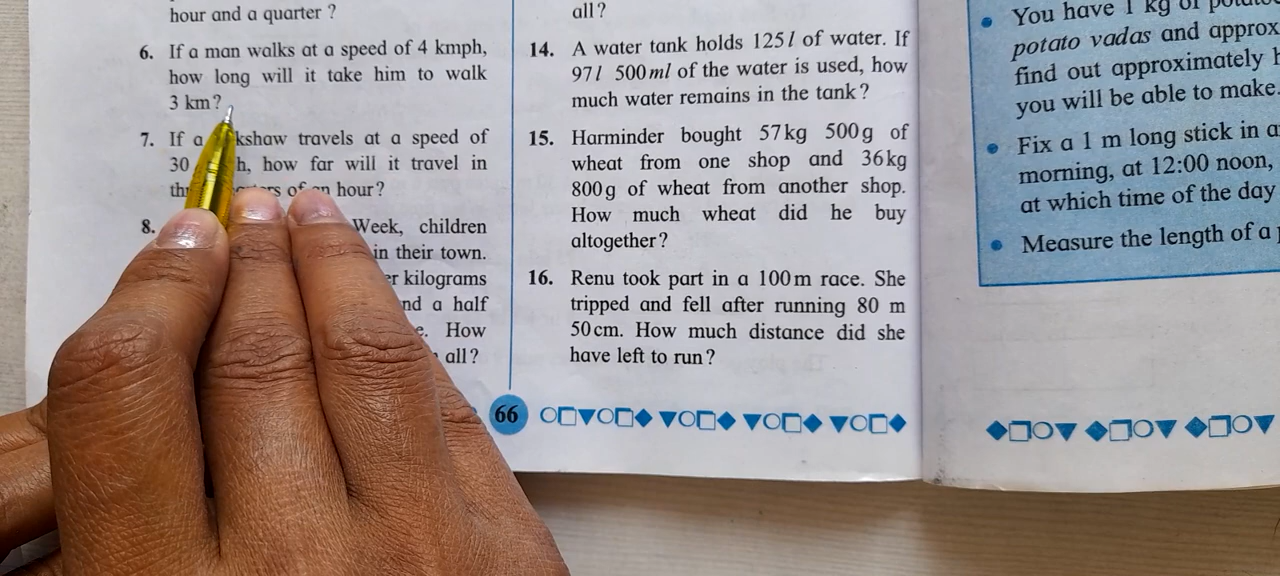 hour and a quarter ?
6. If a man walks at a speed of 4 kmph,
how long will it take him to walk
3 km?
7. If a kshaw travels at a speed of
30 h, how far will it travel in
of an hour?
8. Week, children
in their town.
kilograms
nd a half
How
all?
all?
14. A water tank holds 125 l of water. If
97 l 500 ml of the water is used, how
much water remains in the tank?
15. Harminder bought 57 kg 500 g of
wheat from one shop and 36 kg
800 g of wheat from another shop.
How much wheat did he buy
altogether?
16. Renu took part in a 100 m race. She
tripped and fell after running 80 m
50 cm. How much distance did she
have left to run?
66
• You have 1 kg of
potato vadas and approx
find out approximately
you will be able to make.
• Fix a 1 m long stick in a
morning, at 12:00 noon,
at which time of the day
• Measure the length of a